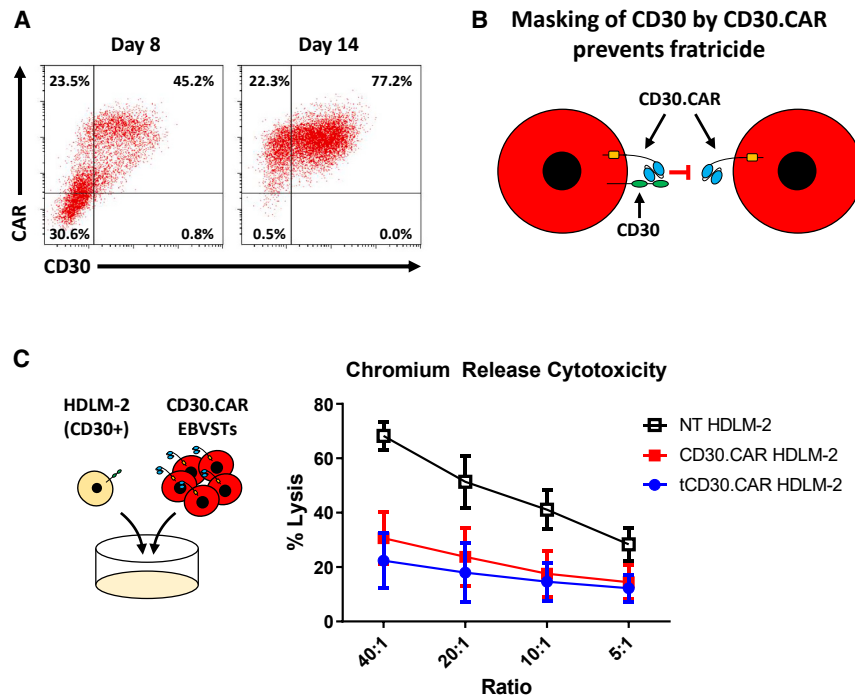 A
Day 8
Day 14
23.5%
45.2%
22.3%
77.2%
30.6%
0.8%
0.5%
0.0%
CAR
CD30
B
Masking of CD30 by CD30.CAR
prevents fratricide
CD30.CAR
CD30
C
HDLM-2
(CD30+)
CD30.CAR
EBVSTs
Chromium Release Cytotoxicity
% Lysis
80
60
40
20
0
40:1
20:1
10:1
5:1
Ratio
NT HDLM-2
CD30.CAR HDLM-2
tCD30.CAR HDLM-2